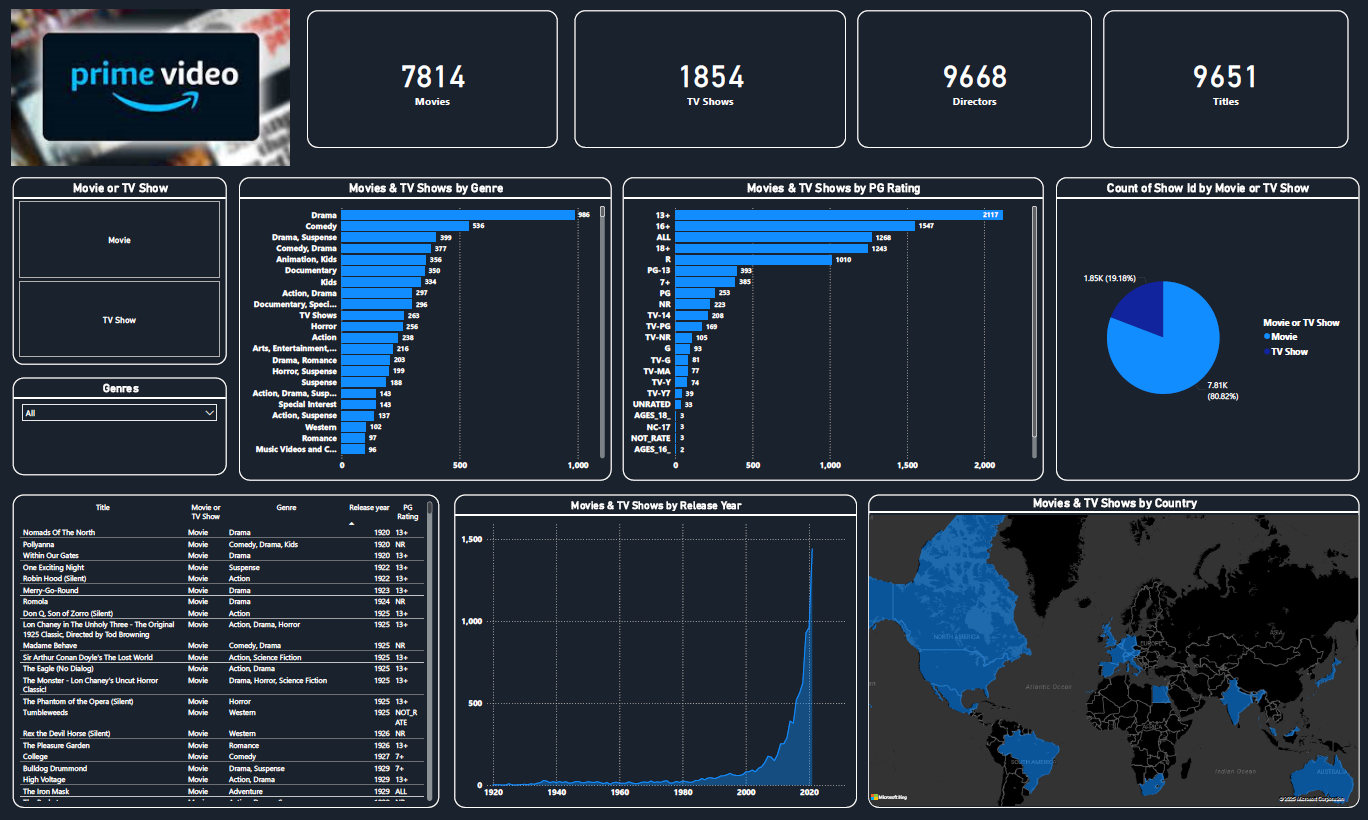 prime video
7814
Movies
1854
TV Shows
9668
Directors
9651
Titles
Movie or TV Show
Movie
TV Show
Genres
All
Movies & TV Shows by Genre
Drama 986
Comedy 536
Drama, Suspense 399
Comedy, Drama 377
Animation, Kids 356
Documentary 350
Kids 334
Action, Drama 297
Documentary, Speci... 296
TV Shows 263
Horror 256
Action 238
Arts, Entertainment,... 216
Drama, Romance 203
Horror, Suspense 199
Suspense 188
Action, Drama, Susp... 143
Special Interest 143
Action, Suspense 137
Western 102
Romance 97
Music Videos and C... 96
0 500 1,000
Movies & TV Shows by PG Rating
13+ 2117
16+ 1547
ALL 1268
18+ 1243
R 1010
PG-13 393
7+ 385
PG 253
NR 223
TV-14 208
TV-PG 169
TV-NR 105
G 93
TV-G 81
TV-MA 77
TV-Y 74
TV-Y7 39
UNRATED 33
AGES_18_ 3
NC-17 3
NOT_RATE 3
AGES_16_ 2
0 500 1,000 1,500 2,000
Count of Show Id by Movie or TV Show
1.85K (19.18%)
7.81K
(80.82%)
Movie or TV Show
Movie
TV Show
Title Movie or Genre Release year PG
TV Show Rating
Nomads Of The North Movie Drama 1920 13+
Pollyanna Movie Comedy, Drama, Kids 1920 NR
Within Our Gates Movie Drama 1920 13+
One Exciting Night Movie Suspense 1922 13+
Robin Hood (Silent) Movie Action 1922 13+
Merry-Go-Round Movie Drama 1923 13+
Romola Movie Drama 1924 NR
Don Q, Son of Zorro (Silent) Movie Action 1925 13+
Lon Chaney in The Unholy Three - The Original Movie Action, Drama, Horror 1925 13+
1925 Classic, Directed by Tod Browning
Madame Behave Movie Comedy, Drama 1925 NR
Sir Arthur Conan Doyle's The Lost World Movie Action, Science Fiction 1925 13+
The Eagle (No Dialog) Movie Action, Drama 1925 13+
The Monster - Lon Chaney's Uncut Horror Movie Drama, Horror, Science Fiction 1925 13+
Classic!
The Phantom of the Opera (Silent) Movie Horror 1925 13+
Tumbleweeds Movie Western 1925 NOT_R
ATE
Rex the Devil Horse (Silent) Movie Western 1926 NR
The Pleasure Garden Movie Romance 1926 13+
College Movie Comedy 1927 7+
Bulldog Drummond Movie Drama, Suspense 1929 7+
High Voltage Movie Action, Drama 1929 13+
The Iron Mask Movie Adventure 1929 ALL
Movies & TV Shows by Release Year
1,500
1,000
500
0
1920 1940 1960 1980 2000 2020
Movies & TV Shows by Country
NORTH AMERICA
EUROPE
ASIA
Atlantic Ocean
AFRICA
SOUTH AMERICA
Indian Ocean
AUSTRALIA
Microsoft Bing
© 2025 Microsoft Corporation